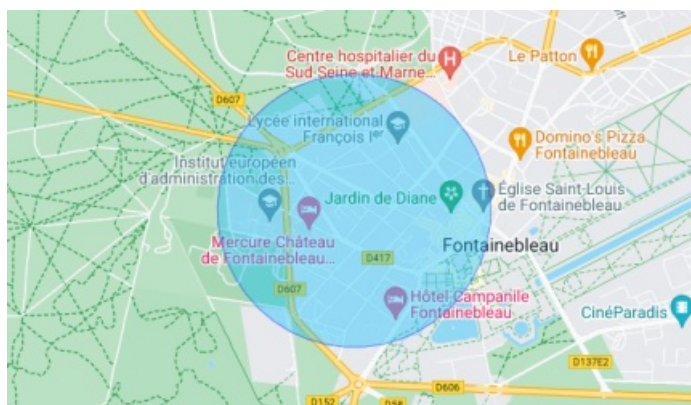 Centre hospitalier du
Sud Seine et Marne...
Le Patton
D607
Lycée international
François Ier
Domino's Pizza
Fontainebleau
Institut européen
d'administration des...
Jardin de Diane
Église Saint-Louis
de Fontainebleau
Mercure Château
de Fontainebleau...
Fontainebleau
D417
D607
Hôtel Campanile
Fontainebleau
CinéParadis
D137E2
D606
D152